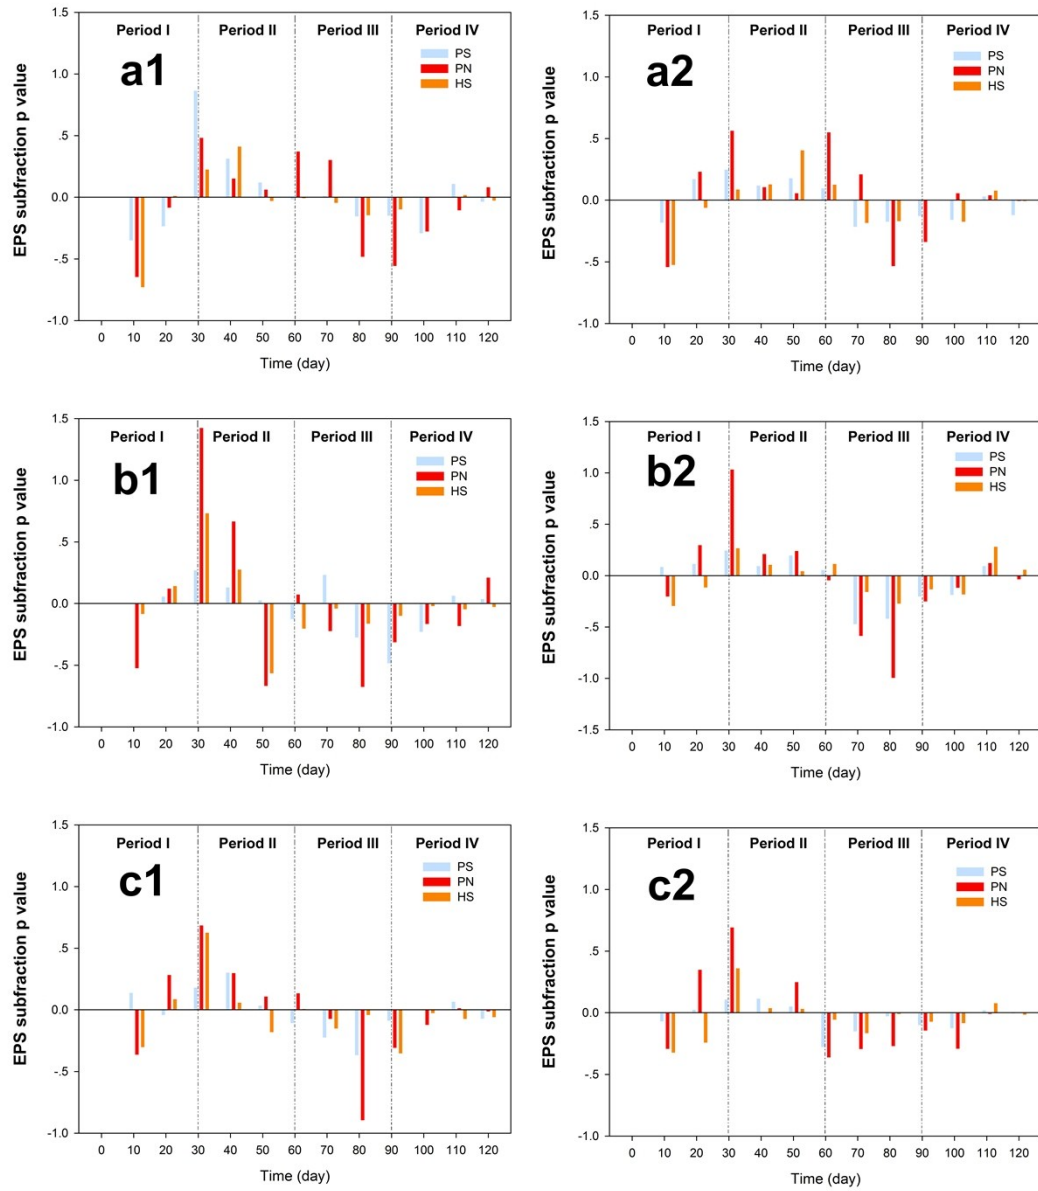 1.5
1.0
.5
0.0
-.5
-1.0
EPS subfraction p value
Period I Period II Period III Period IV
a1
PS
PN
HS
0 10 20 30 40 50 60 70 80 90 100 110 120
Time (day)
1.5
1.0
.5
0.0
-.5
-1.0
EPS subfraction p value
Period I Period II Period III Period IV
a2
PS
PN
HS
0 10 20 30 40 50 60 70 80 90 100 110 120
Time (day)
1.5
1.0
.5
0.0
-.5
-1.0
EPS subfraction p value
Period I Period II Period III Period IV
b1
PS
PN
HS
0 10 20 30 40 50 60 70 80 90 100 110 120
Time (day)
1.5
1.0
.5
0.0
-.5
-1.0
-1.5
EPS subfraction p value
Period I Period II Period III Period IV
b2
PS
PN
HS
0 10 20 30 40 50 60 70 80 90 100 110 120
Time (day)
1.5
1.0
.5
0.0
-.5
-1.0
EPS subfraction p value
Period I Period II Period III Period IV
c1
PS
PN
HS
0 10 20 30 40 50 60 70 80 90 100 110 120
Time (day)
1.5
1.0
.5
0.0
-.5
-1.0
EPS subfraction p value
Period I Period II Period III Period IV
c2
PS
PN
HS
0 10 20 30 40 50 60 70 80 90 100 110 120
Time (day)